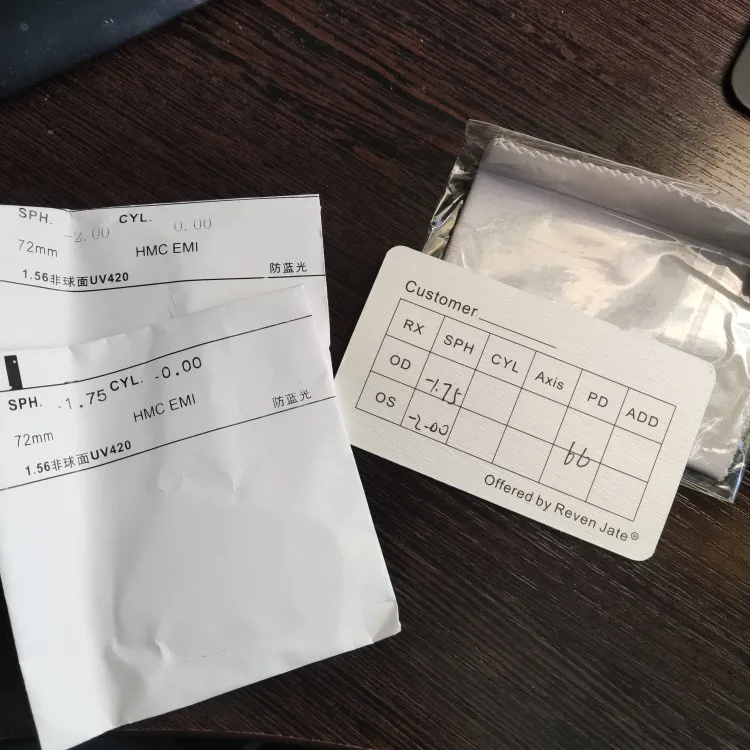 SPH. -2.00 CYL. 0.00
72mm HMC EMI
1.56非球面UV420 防蓝光
SPH. -1.75 CYL. -0.00
72mm HMC EMI
1.56非球面UV420 防蓝光
Customer
RX SPH CYL Axis PD ADD
OD -1.75
OS -2.00 66
Offered by Reven Jate®